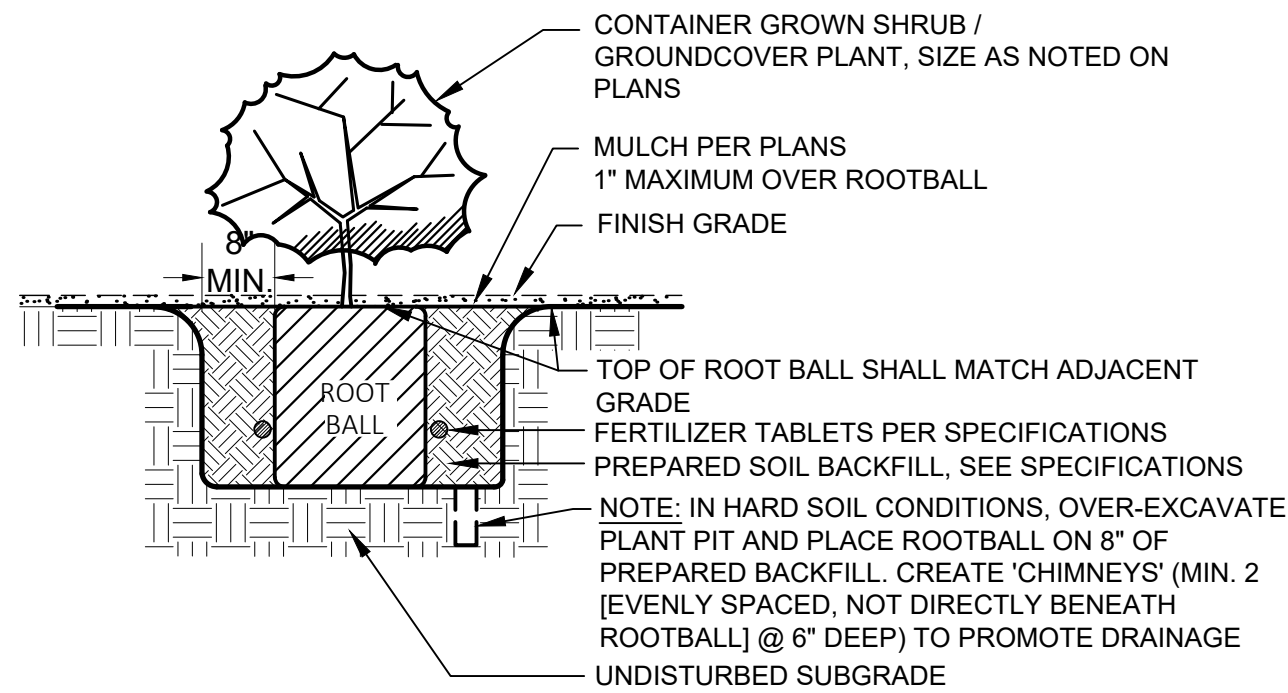 CONTAINER GROWN SHRUB /
GROUNDCOVER PLANT, SIZE AS NOTED ON
PLANS
MULCH PER PLANS
1" MAXIMUM OVER ROOTBALL
FINISH GRADE
8"
MIN.
TOP OF ROOT BALL SHALL MATCH ADJACENT
GRADE
ROOT
BALL
FERTILIZER TABLETS PER SPECIFICATIONS
PREPARED SOIL BACKFILL, SEE SPECIFICATIONS
NOTE: IN HARD SOIL CONDITIONS, OVER-EXCAVATE
PLANT PIT AND PLACE ROOTBALL ON 8" OF
PREPARED BACKFILL. CREATE 'CHIMNEYS' (MIN. 2
[EVENLY SPACED, NOT DIRECTLY BENEATH
ROOTBALL] @ 6" DEEP) TO PROMOTE DRAINAGE
UNDISTURBED SUBGRADE